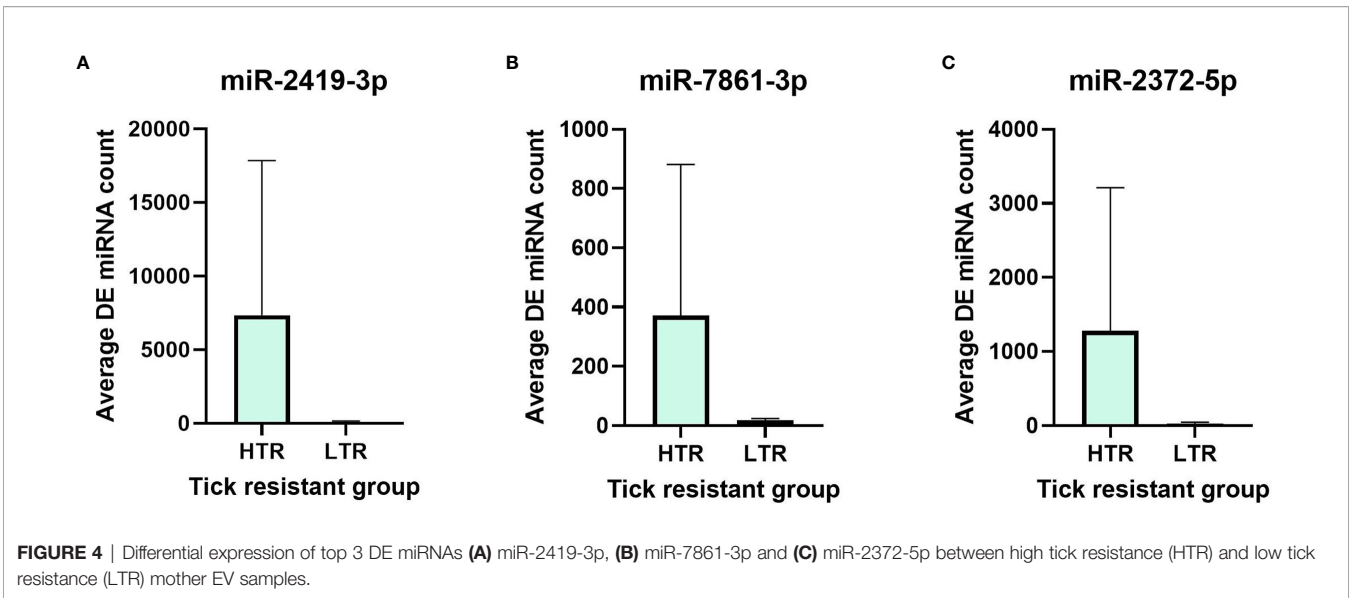 A
miR-2419-3p
Average DE miRNA count
20000
15000
10000
5000
0
HTR LTR
Tick resistant group
B
miR-7861-3p
Average DE miRNA count
1000
800
600
400
200
0
HTR LTR
Tick resistant group
C
miR-2372-5p
Average DE miRNA count
4000
3000
2000
1000
0
HTR LTR
Tick resistant group
FIGURE 4 | Differential expression of top 3 DE miRNAs (A) miR-2419-3p, (B) miR-7861-3p and (C) miR-2372-5p between high tick resistance (HTR) and low tick
resistance (LTR) mother EV samples.